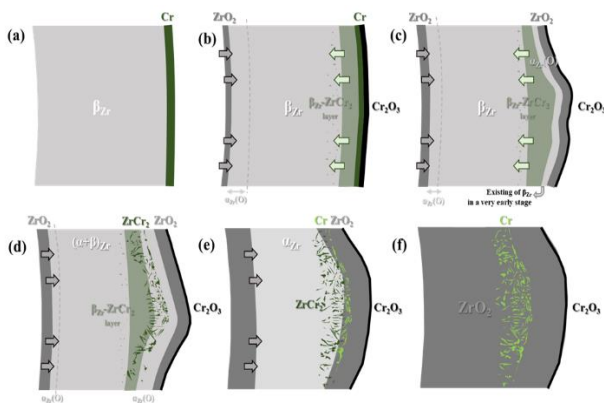 (a)
Cr
βZr
(b)
ZrO2
Cr
βZr
βZr-ZrCr2
layer
Cr2O3
αZr(O)
(c)
ZrO2
ZrO2
αZr(O)
βZr
βZr-ZrCr2
layer
Cr2O3
αZr(O)
Existing of βZr
in a very early stage
(d)
ZrO2
ZrCr2
ZrO2
(α+β)Zr
βZr-ZrCr2
layer
Cr2O3
αZr(O)
αZr(O)
(e)
Cr
ZrO2
αZr
ZrCr2
Cr2O3
(f)
Cr
ZrO2
Cr2O3